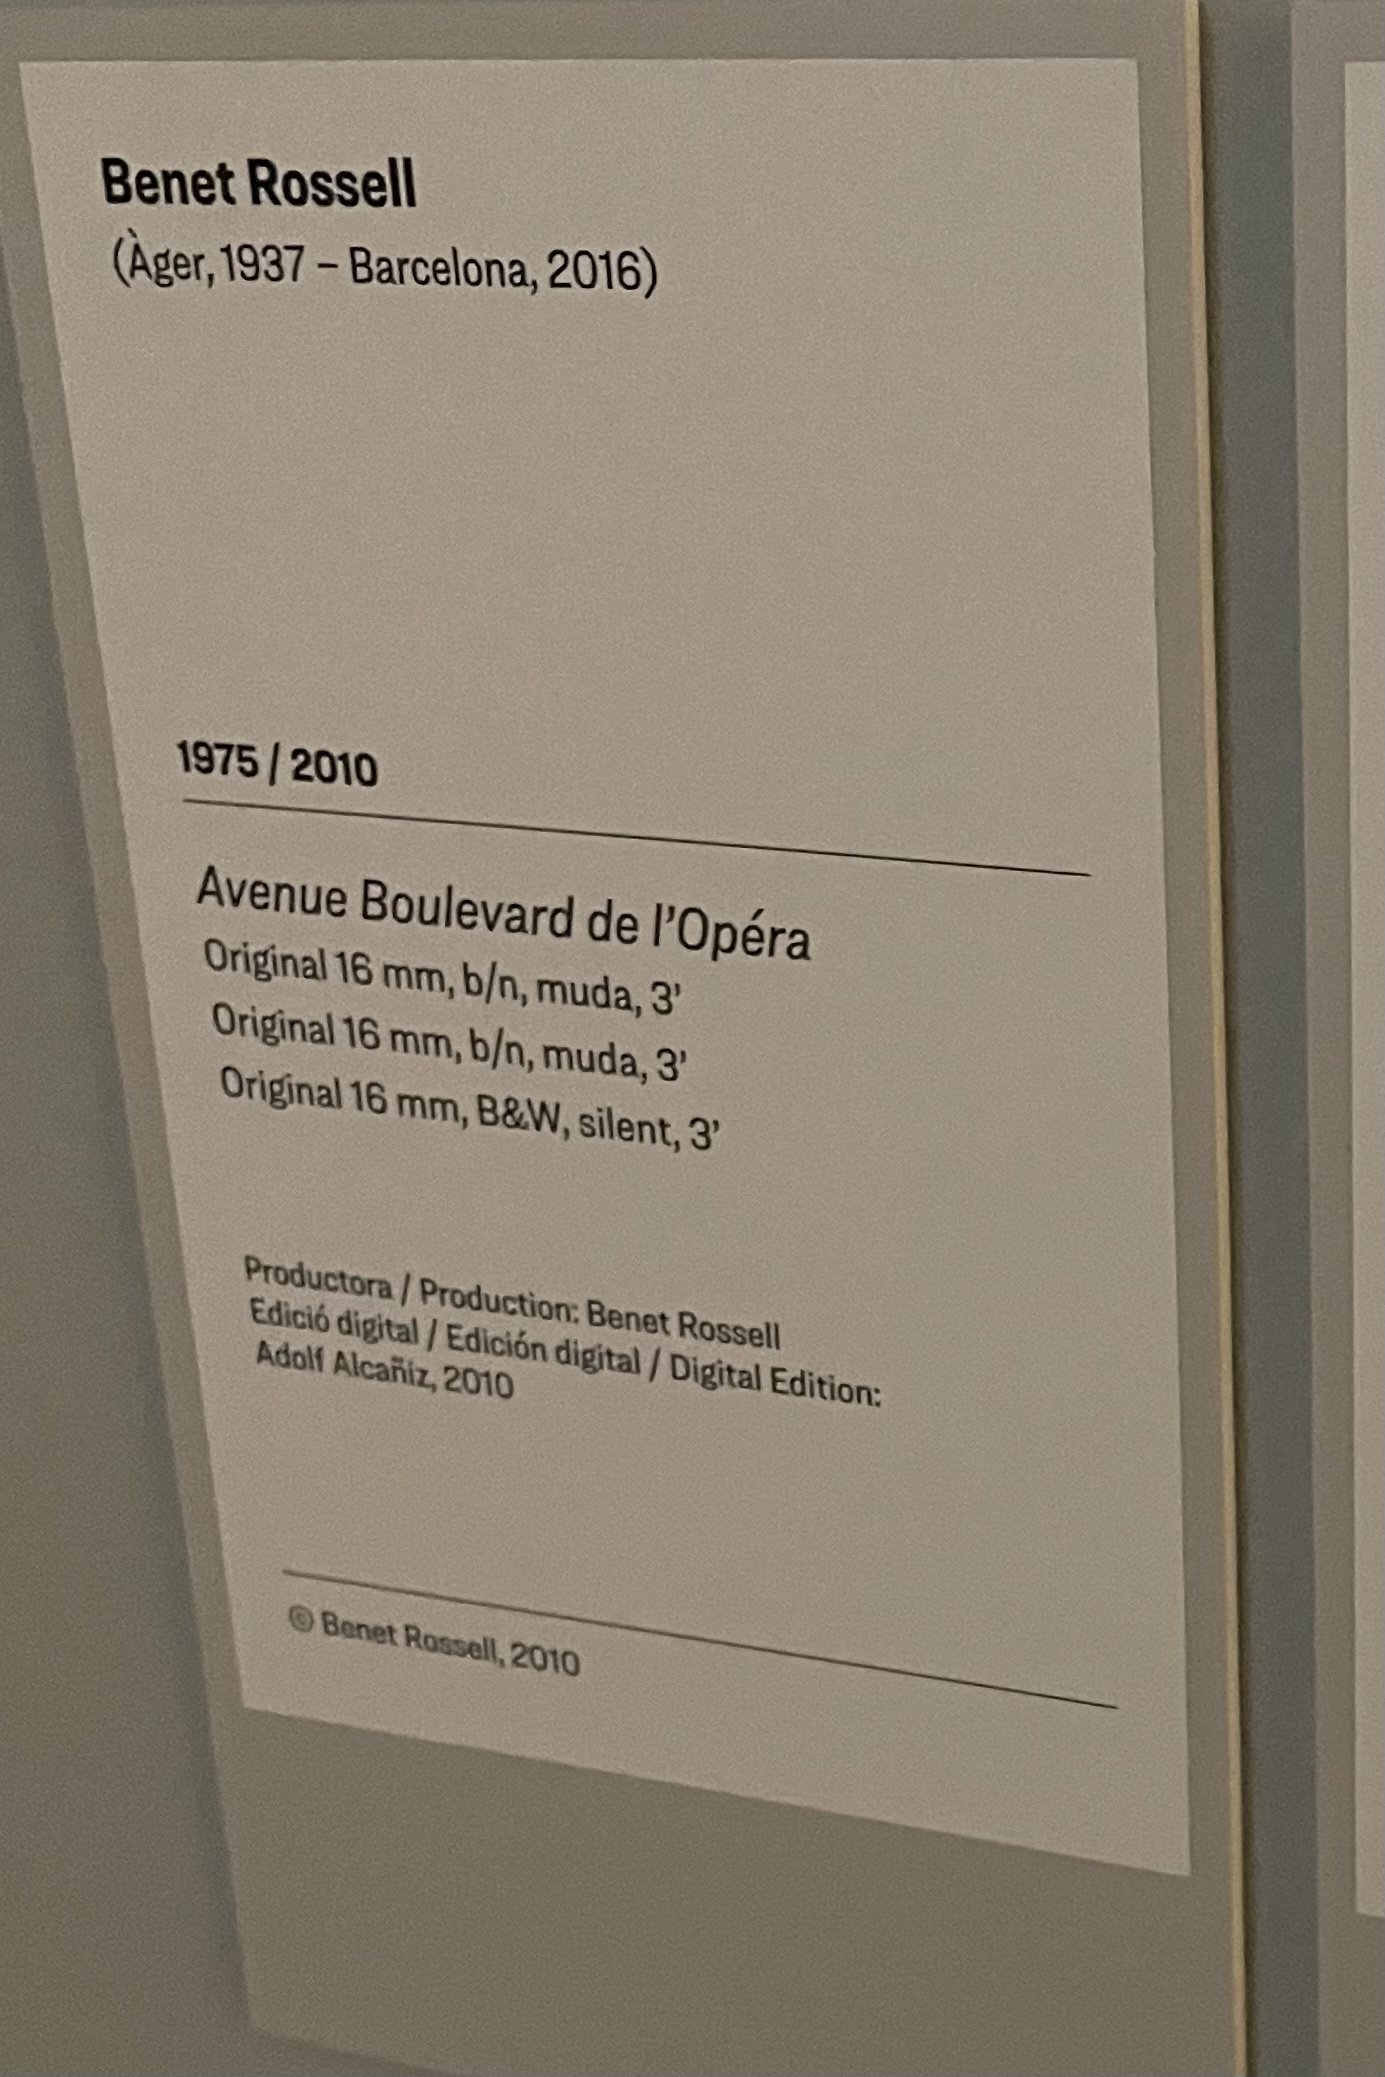 Benet Rossell
(Àger, 1937 – Barcelona, 2016)
1975 / 2010
Avenue Boulevard de l'Opéra
Original 16 mm, b/n, muda, 3'
Original 16 mm, b/n, muda, 3'
Original 16 mm, B&W, silent, 3'
Productora / Production: Benet Rossell
Edició digital / Edición digital / Digital Edition:
Adolf Alcañiz, 2010
© Benet Rossell, 2010